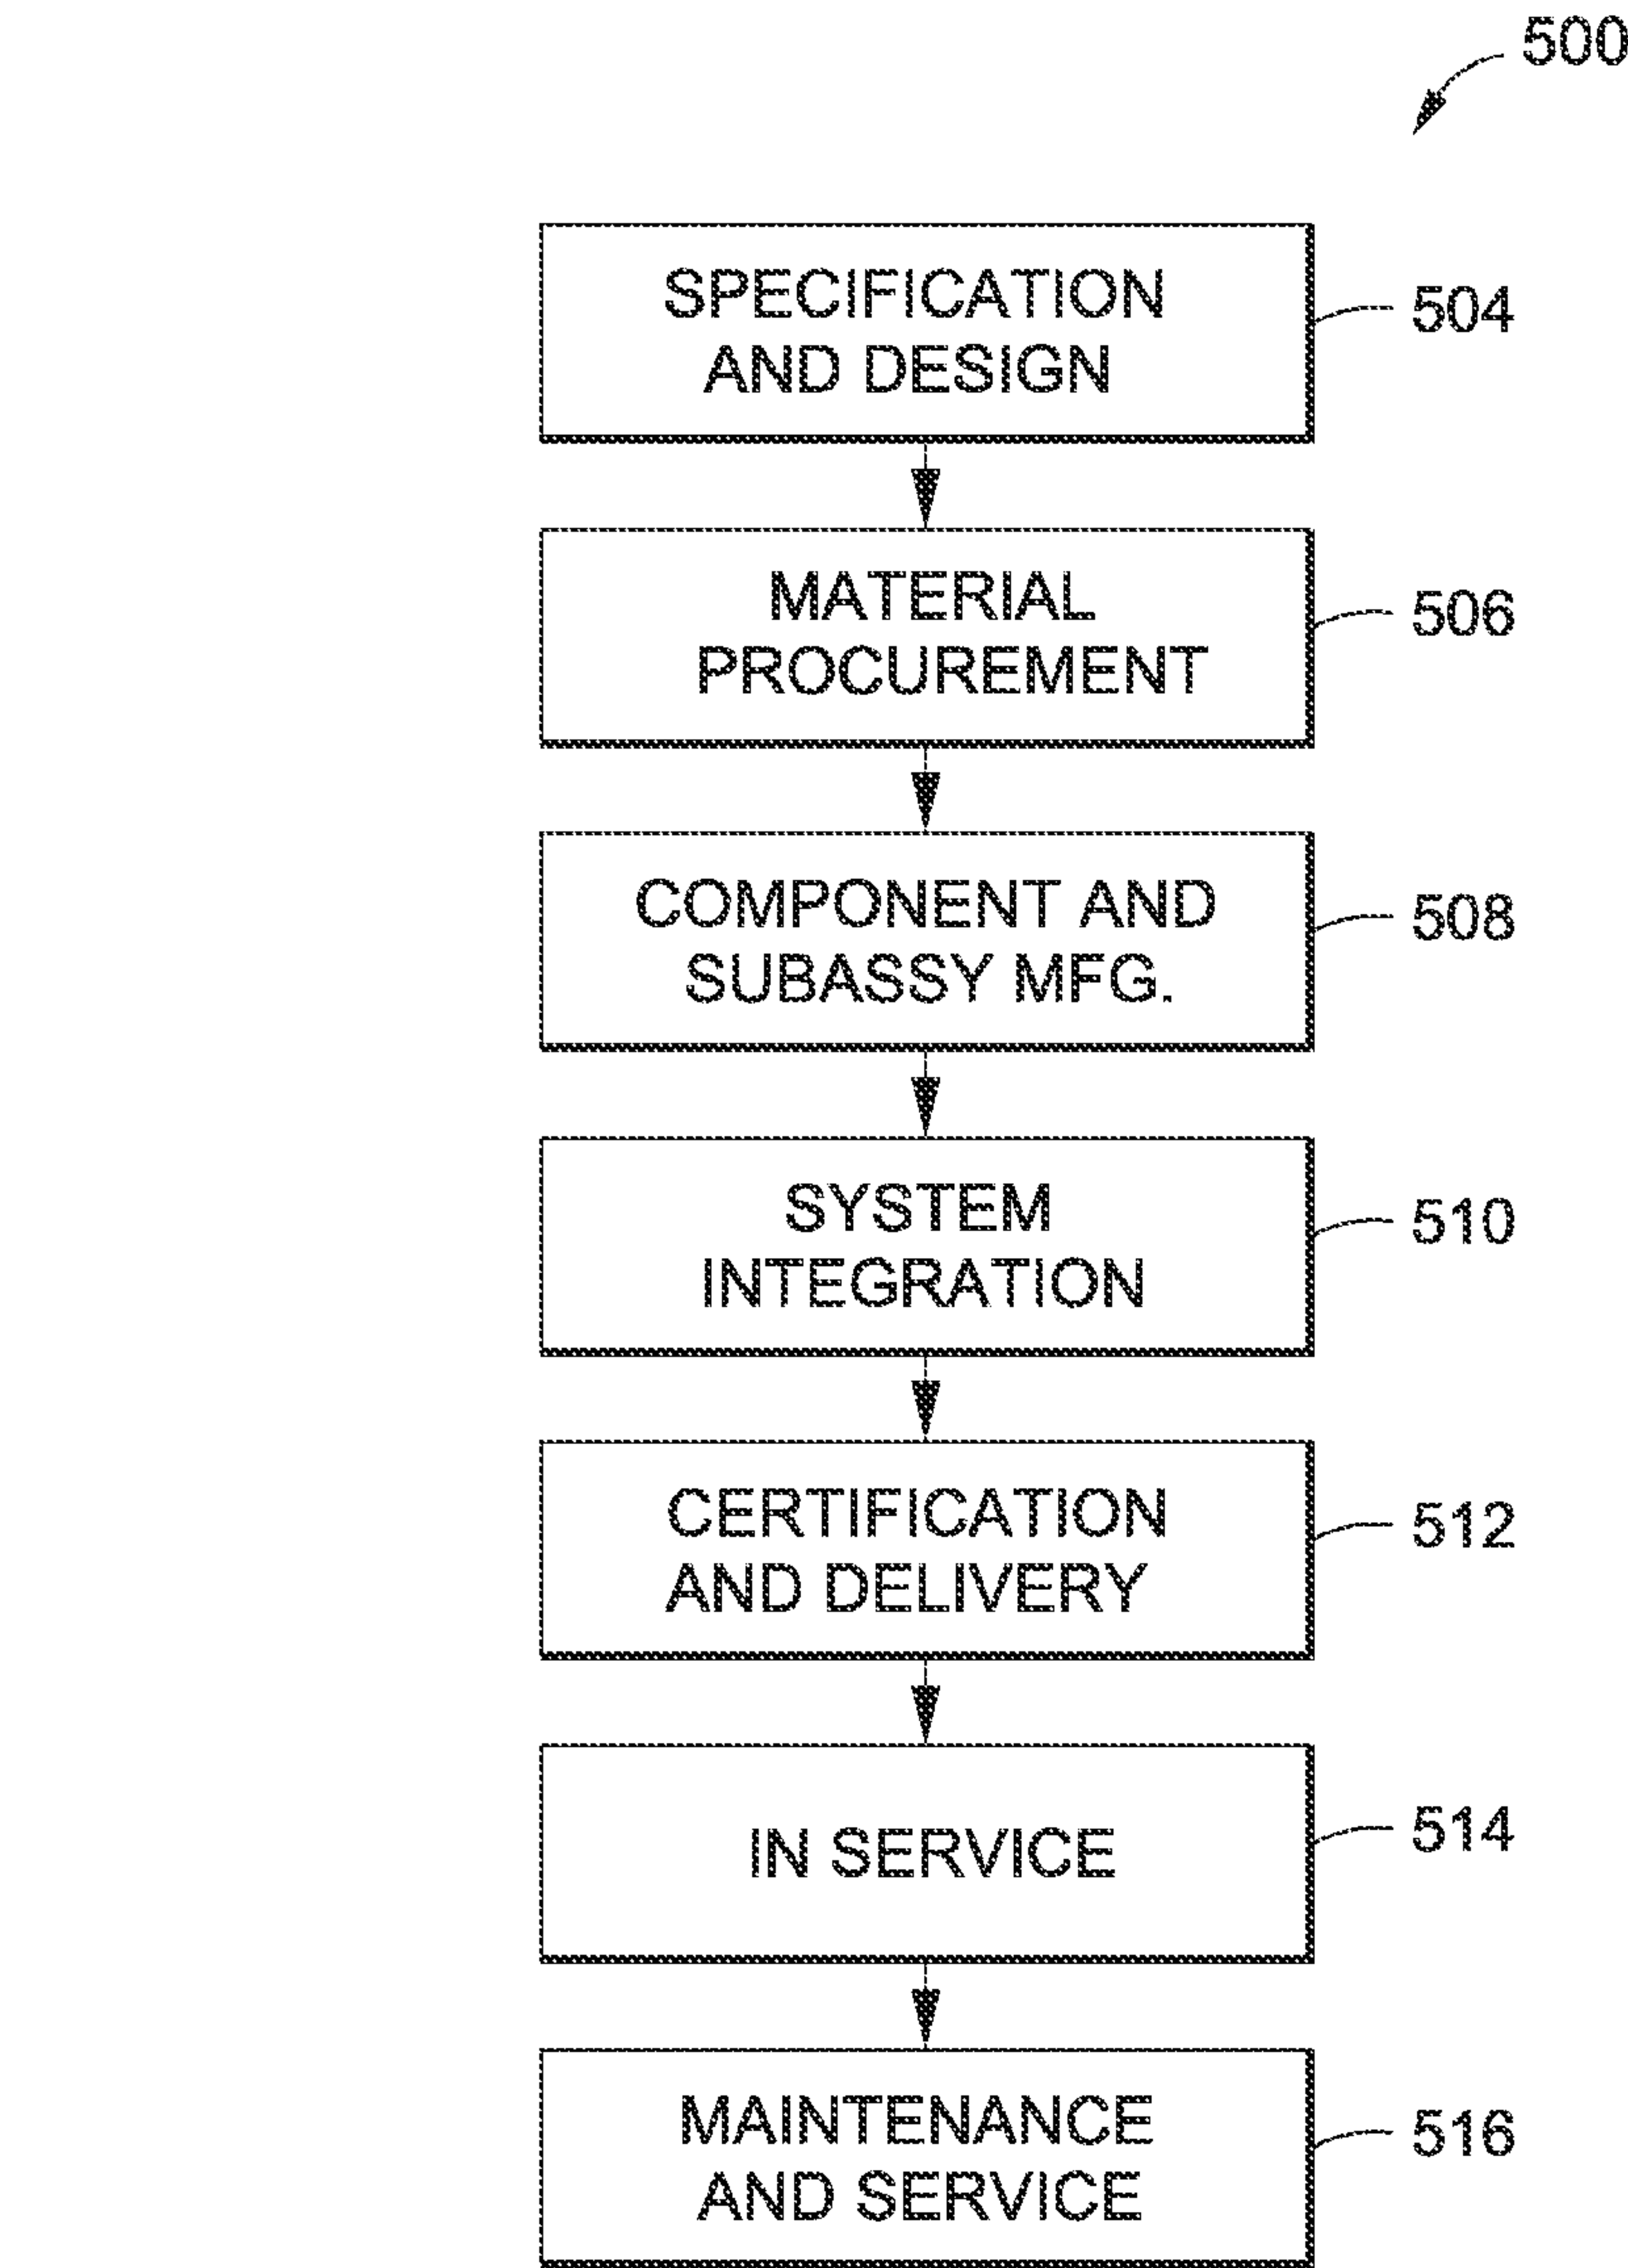 500
SPECIFICATION
AND DESIGN
504
MATERIAL
PROCUREMENT
506
COMPONENT AND
SUBASSY MFG.
508
SYSTEM
INTEGRATION
510
CERTIFICATION
AND DELIVERY
512
IN SERVICE
514
MAINTENANCE
AND SERVICE
516